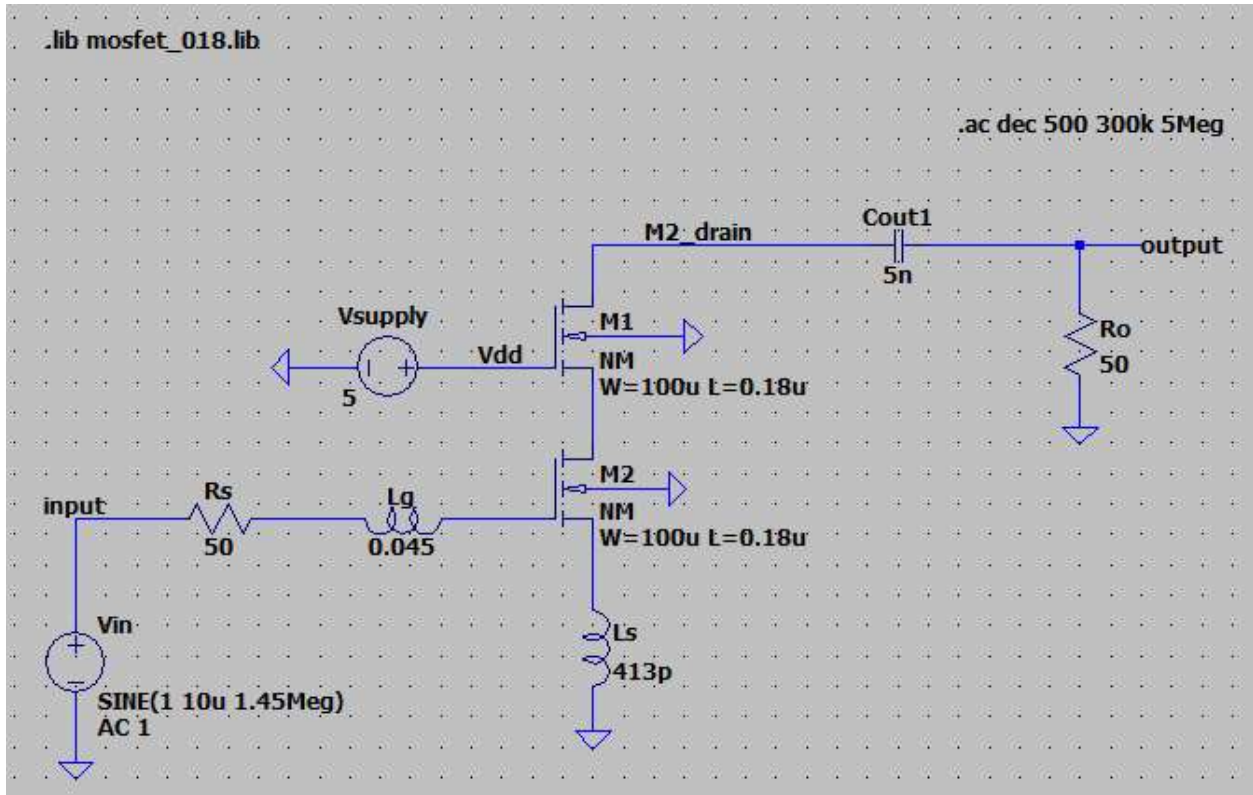 .lib mosfet_018.lib
.ac dec 500 300k 5Meg
Cout1
M2_drain
output
5n
Vsupply
M1
Ro
Vdd
NM
50
5
W=100u L=0.18u
M2
input
Rs
Lg
NM
50
0.045
W=100u L=0.18u
Vin
Ls
413p
SINE(1 10u 1.45Meg)
AC 1